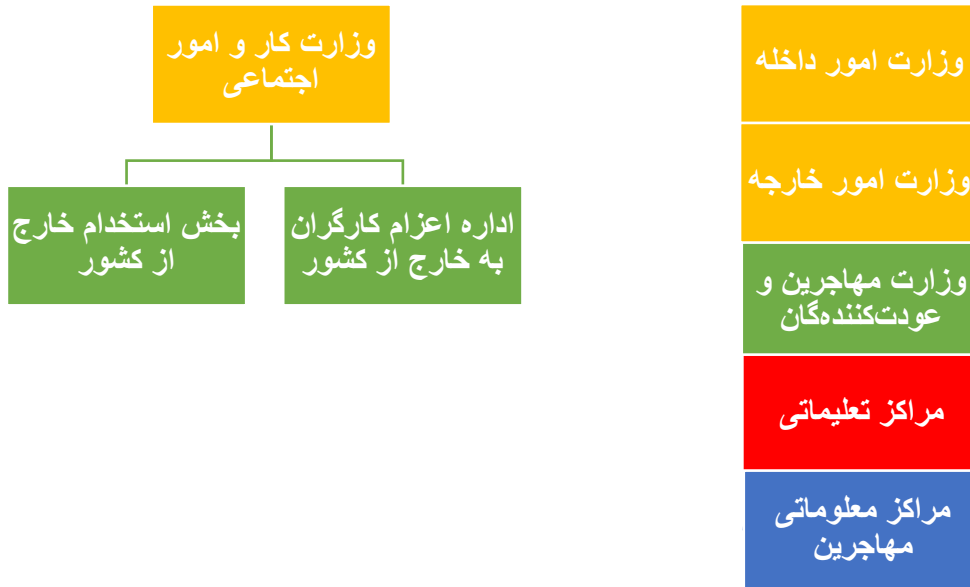 وزارت کار و امور
اجتماعی
بخش استخدام خارج
از کشور
اداره اعزام کارگران
به خارج از کشور
وزارت امور داخله
وزارت امور خارجه
وزارت مهاجرین و
عودت‌کننده‌گان
مراکز تعلیماتی
مراکز معلوماتی
مهاجرین